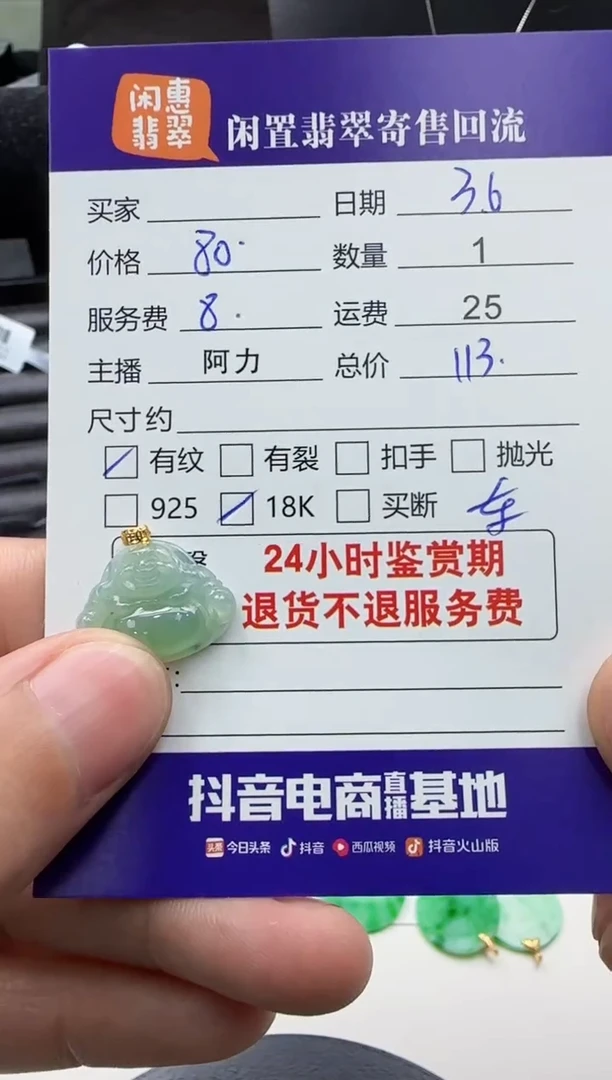 闲惠
翡翠
闲置翡翠寄售回流
买家 日期 3.6
价格 80. 数量 1
服务费 8. 运费 25
主播 阿力 总价 113.
尺寸约
有纹 有裂 扣手 抛光
925 18K 买断
24小时鉴赏期
退货不退服务费
抖音电商直播基地
头条 今日头条 抖音 西瓜视频 抖音火山版